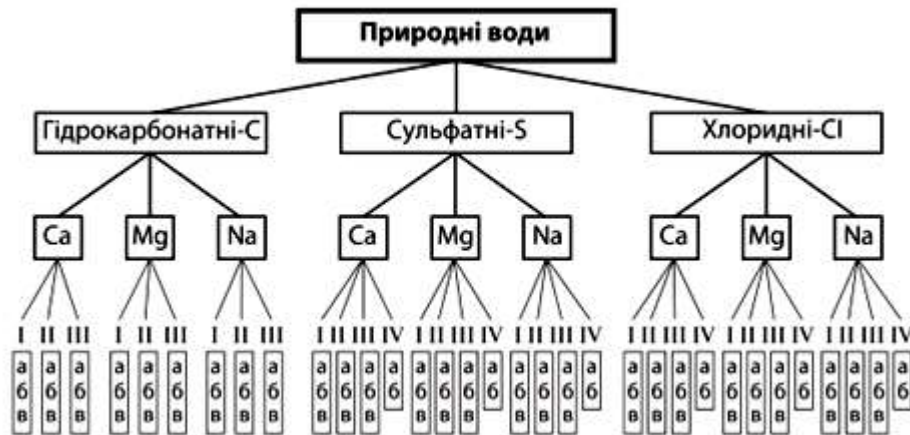 Природні води
Гідрокарбонатні-С Сульфатні-S Хлоридні-Cl
Ca Mg Na Ca Mg Na Ca Mg Na
I II III I II III I II III I II III IV I II III IV I II III IV I II III IV I II III IV I II III IV
а а а а а а а а а а а а а а а а а а а а а а а а а а а а а а а а а
б б б б б б б б б б б б б б б б б б б б б б б б б б б б б б б б б
в в в в в в в в в в в в в в в в в в в в в в в в в в в